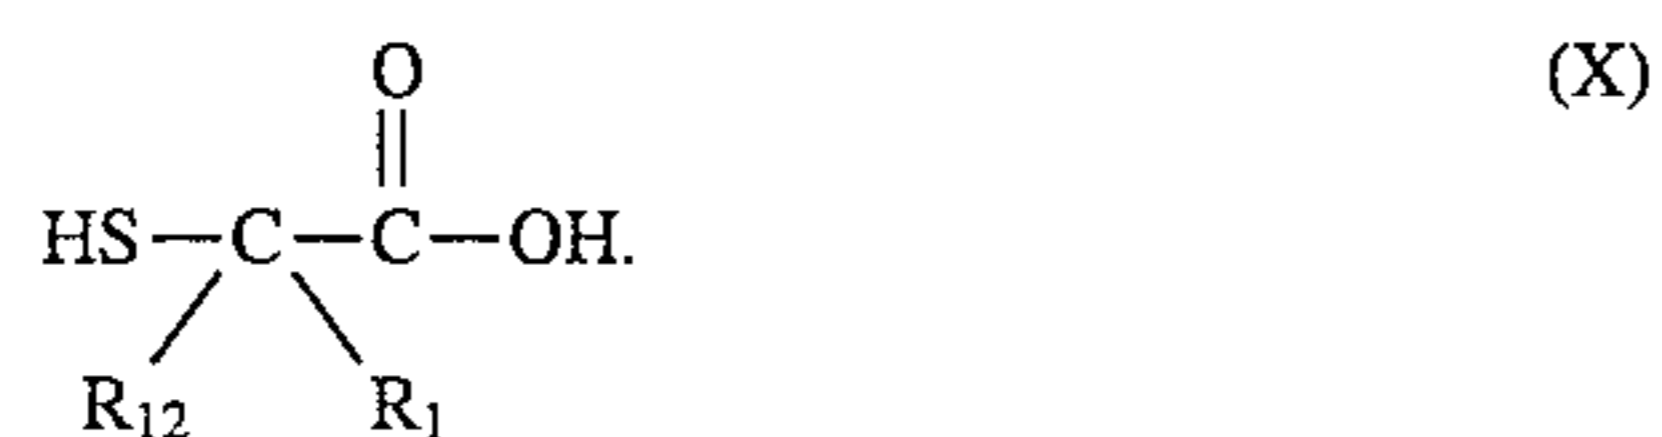 O (X)
HS—C—C—OH.
R₁₂ R₁